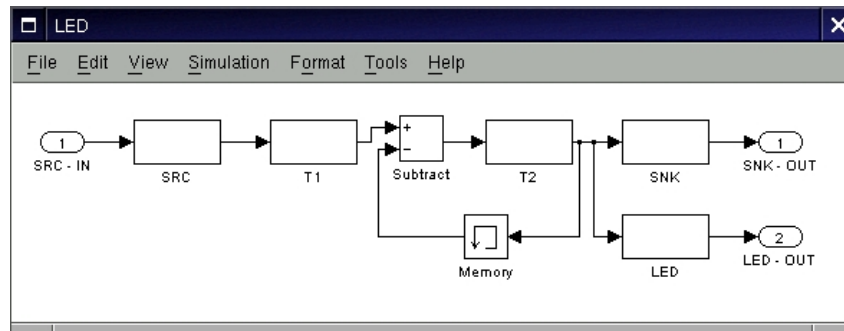 LED
File Edit View Simulation Format Tools Help
1
SRC - IN
SRC
T1
+
−
Subtract
T2
SNK
1
SNK - OUT
Memory
LED
2
LED - OUT